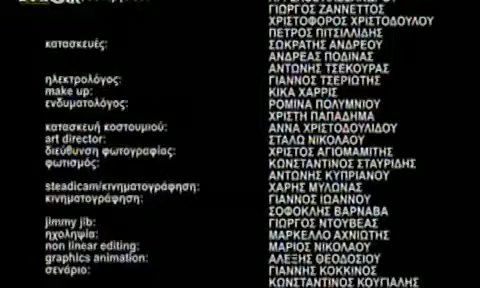 ΓΙΩΡΓΟΣ ΖΑΝΝΕΤΤΟΣ
ΧΡΙΣΤΟΦΟΡΟΣ ΧΡΙΣΤΟΔΟΥΛΟΥ
ΠΕΤΡΟΣ ΠΙΤΣΙΛΛΙΔΗΣ
κατασκευές: ΣΩΚΡΑΤΗΣ ΑΝΔΡΕΟΥ
ΑΝΔΡΕΑΣ ΠΟΔΙΝΑΣ
ΑΝΤΩΝΗΣ ΤΣΕΚΟΥΡΑΣ
ηλεκτρολόγος: ΓΙΑΝΝΟΣ ΤΣΕΡΙΩΤΗΣ
make up: ΚΙΚΑ ΧΑΡΡΙΣ
ενδυματολόγος: ΡΟΜΙΝΑ ΠΟΛΥΜΝΙΟΥ
ΧΡΙΣΤΗ ΠΑΠΑΔΗΜΑ
κατασκευή κοστουμιού: ΑΝΝΑ ΧΡΙΣΤΟΔΟΥΛΙΔΟΥ
art director: ΣΤΑΛΩ ΝΙΚΟΛΑΟΥ
διεύθυνση φωτογραφίας: ΧΡΙΣΤΟΣ ΑΓΙΟΜΑΜΙΤΗΣ
φωτισμός: ΚΩΝΣΤΑΝΤΙΝΟΣ ΣΤΑΥΡΙΔΗΣ
ΑΝΤΩΝΗΣ ΚΥΠΡΙΑΝΟΥ
steadicam/κινηματογράφηση: ΧΑΡΗΣ ΜΥΛΩΝΑΣ
κινηματογράφηση: ΓΙΑΝΝΟΣ ΙΩΑΝΝΟΥ
ΣΟΦΟΚΛΗΣ ΒΑΡΝΑΒΑ
jimmy jib: ΓΙΩΡΓΟΣ ΝΤΟΥΒΕΑΣ
ηχοληψία: ΜΑΡΚΕΛΛΟ ΑΧΝΙΩΤΗΣ
non linear editing: ΜΑΡΙΟΣ ΝΙΚΟΛΑΟΥ
graphics animation: ΑΛΕΞΗΣ ΘΕΟΔΟΣΙΟΥ
σενάριο: ΓΙΑΝΝΗΣ ΚΟΚΚΙΝΟΣ
ΚΩΝΣΤΑΝΤΙΝΟΣ ΚΟΥΓΙΑΛΗΣ